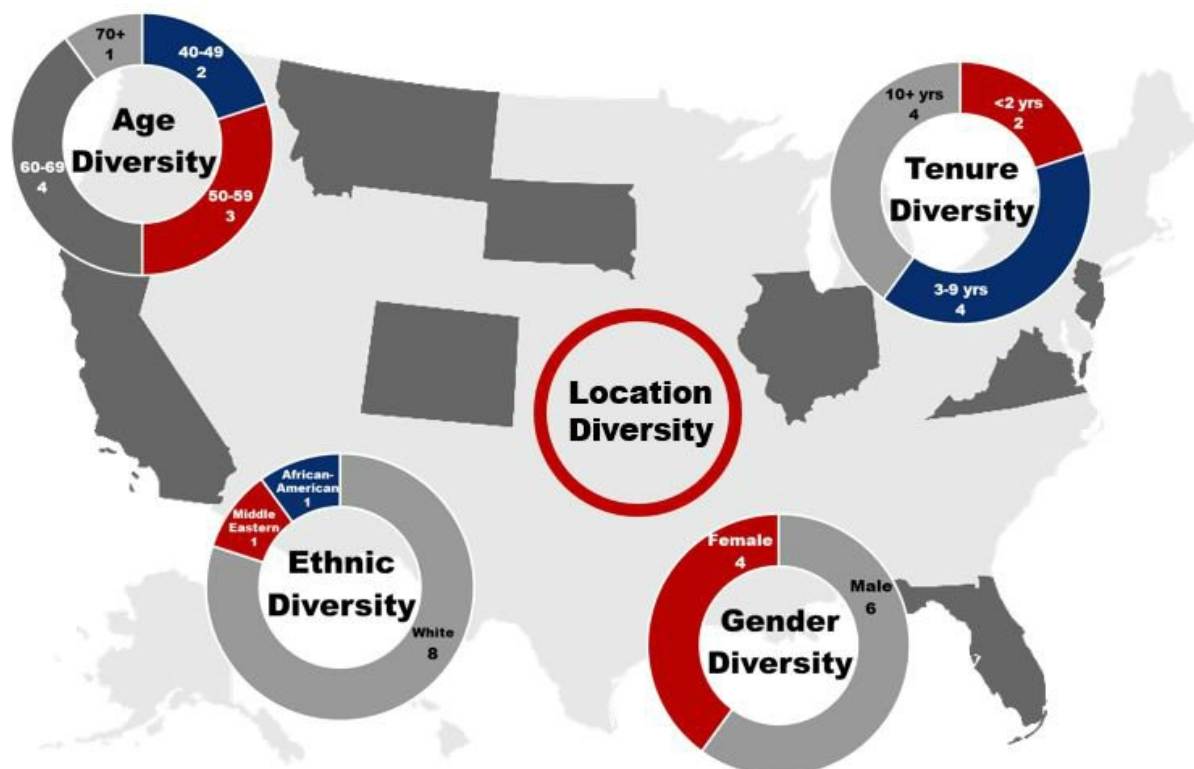 70+
1
40-49
2
Age
Diversity
60-69
4
50-59
3
10+ yrs
4
<2 yrs
2
Tenure
Diversity
3-9 yrs
4
Location
Diversity
African-
American
1
Middle
Eastern
1
Ethnic
Diversity
White
8
Female
4
Male
6
Gender
Diversity